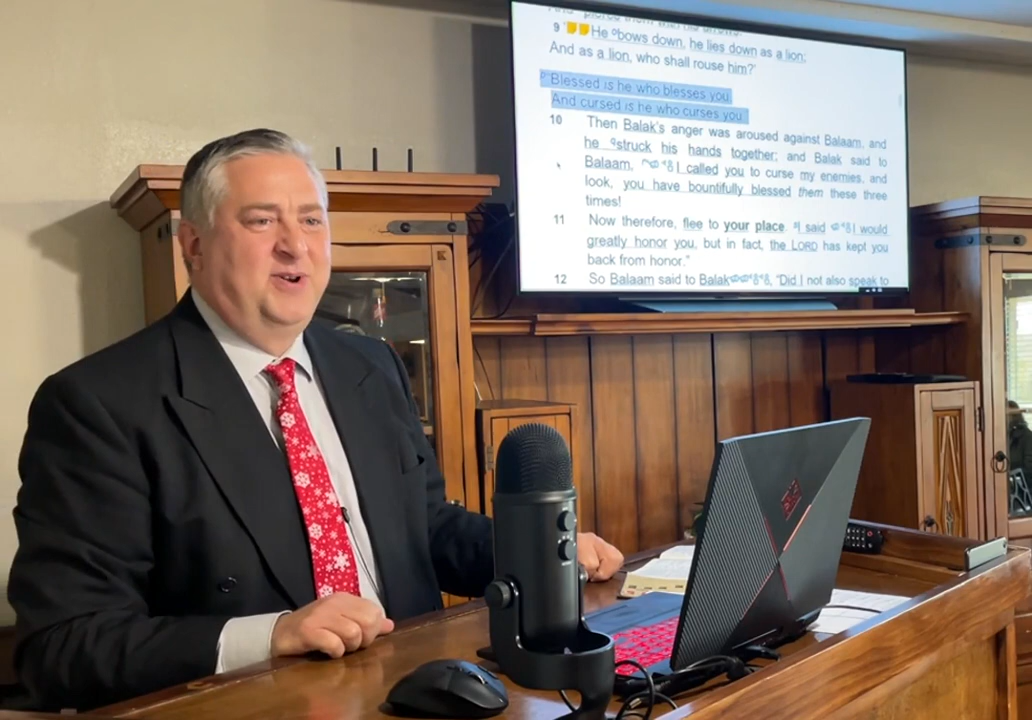 9 He bows down, he lies down as a lion;
And as a lion, who shall rouse him?'
"Blessed is he who blesses you,
And cursed is he who curses you."
10 Then Balak's anger was aroused against Balaam, and
he struck his hands together; and Balak said to
Balaam, "I called you to curse my enemies, and
look, you have bountifully blessed them these three
times!
11 Now therefore, flee to your place. I said I would
greatly honor you, but in fact, the LORD has kept you
back from honor."
12 So Balaam said to Balak, "Did I not also speak to